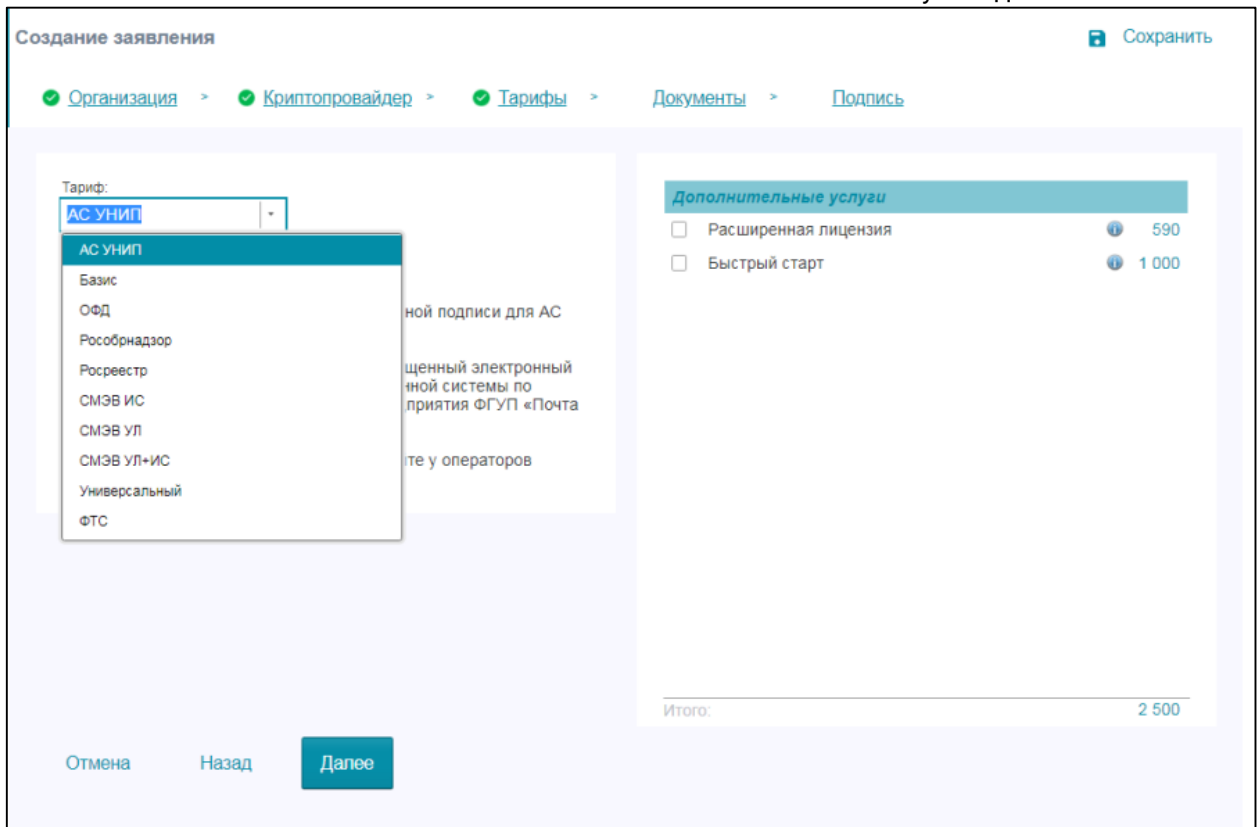 Создание заявления
Сохранить
Организация > Криптопровайдер > Тарифы > Документы > Подпись
Тариф:
АС УНИП
АС УНИП
Базис
ОФД
Рособрнадзор
Росреестр
СМЭВ ИС
СМЭВ УЛ
СМЭВ УЛ+ИС
Универсальный
ФТС
ной подписи для АС
щенный электронный
ной системы по
приятия ФГУП «Почта
те у операторов
Дополнительные услуги
Расширенная лицензия 590
Быстрый старт 1 000
Итого: 2 500
Отмена Назад Далее